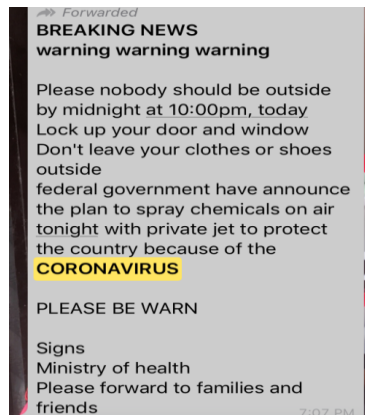 Forwarded
BREAKING NEWS
warning warning warning
Please nobody should be outside
by midnight at 10:00pm, today
Lock up your door and window
Don't leave your clothes or shoes
outside
federal government have announce
the plan to spray chemicals on air
tonight with private jet to protect
the country because of the
CORONAVIRUS
PLEASE BE WARN
Signs
Ministry of health
Please forward to families and
friends
7:07 PM